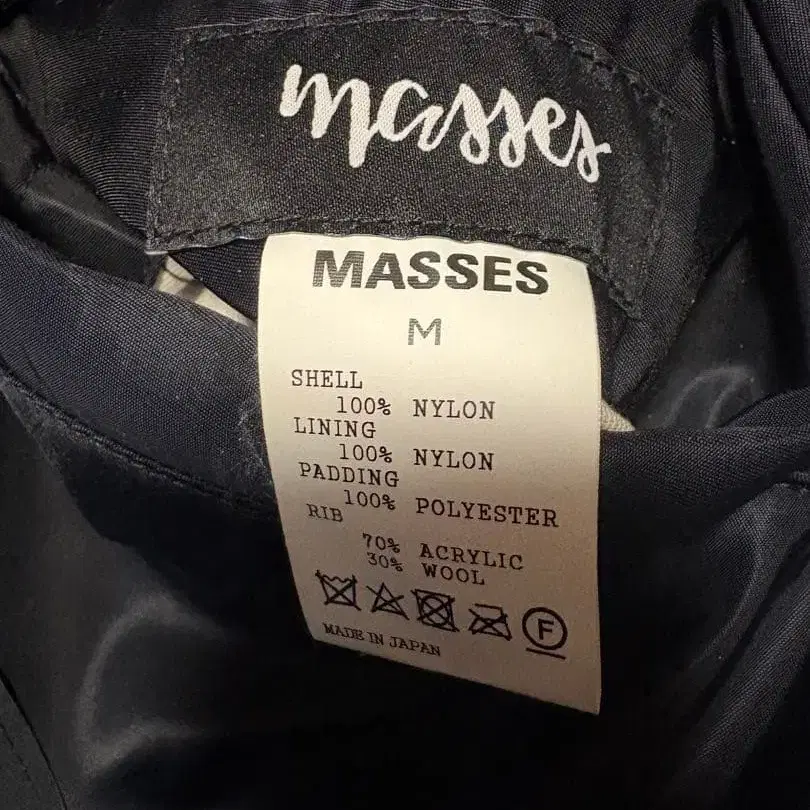 masses
MASSES
M
SHELL
100% NYLON
LINING
100% NYLON
PADDING
100% POLYESTER
RIB
70% ACRYLIC
30% WOOL
F
MADE IN JAPAN